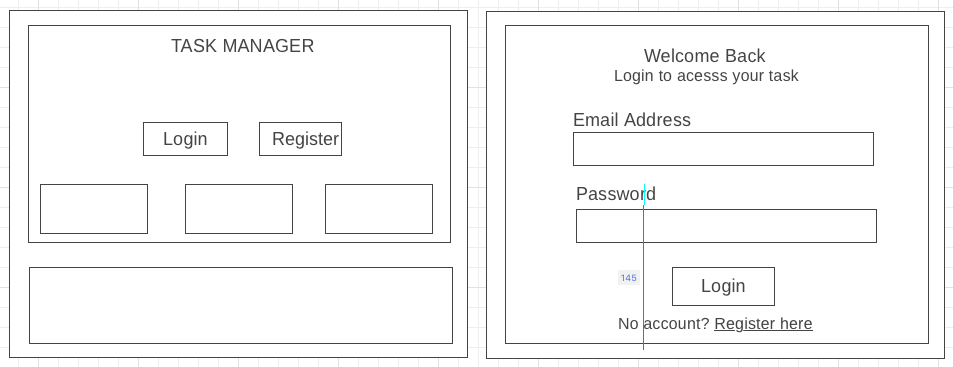 TASK MANAGER
Login
Register
Welcome Back
Login to acesss your task
Email Address
Password
145
Login
No account? Register here